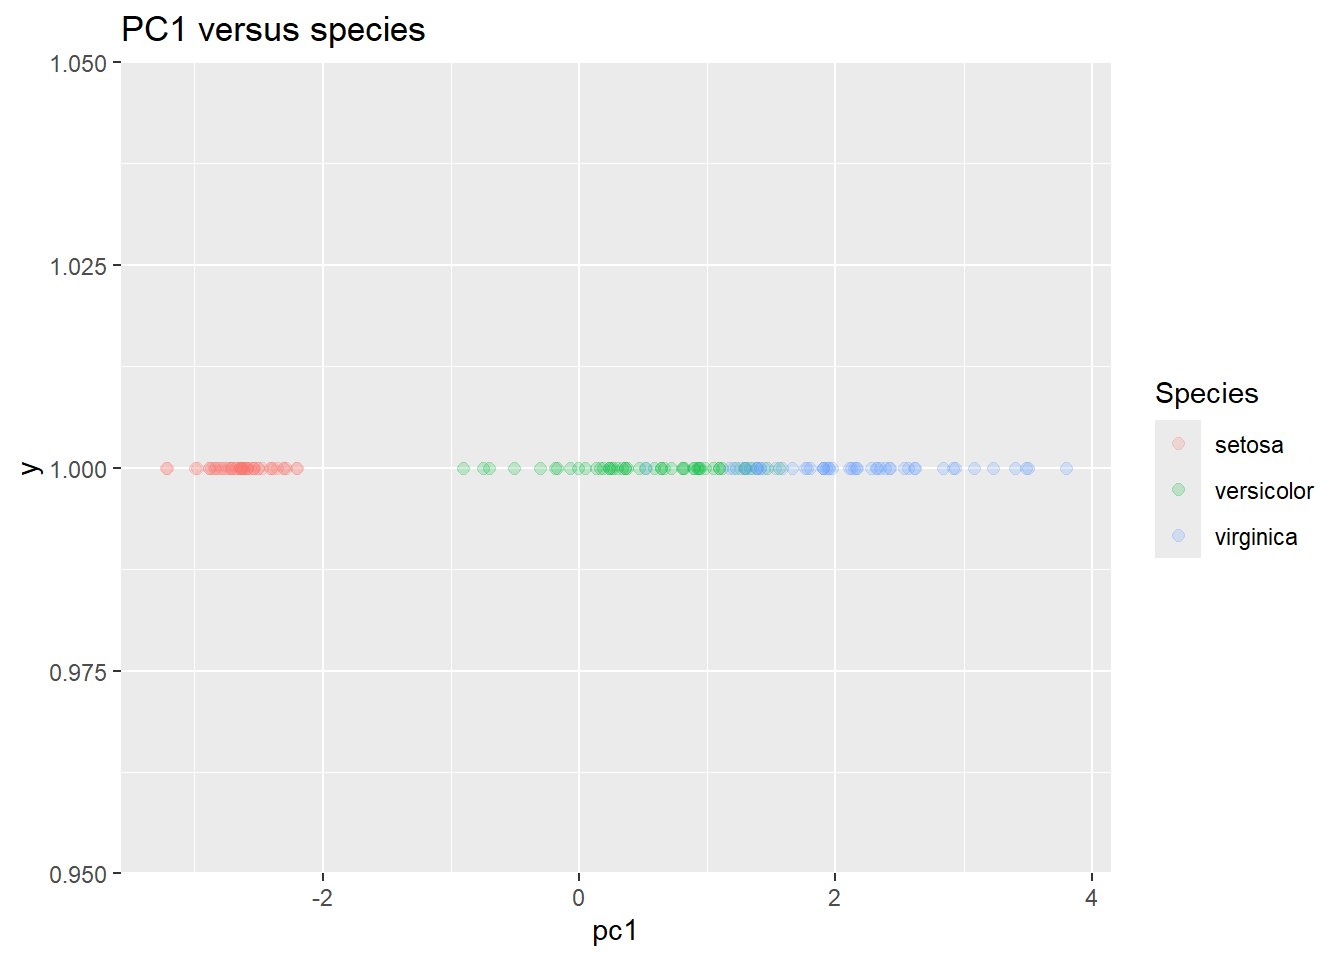 PC1 versus species
1.050
1.025
1.000
0.975
0.950
y
-2 0 2 4
pc1
Species
setosa
versicolor
virginica